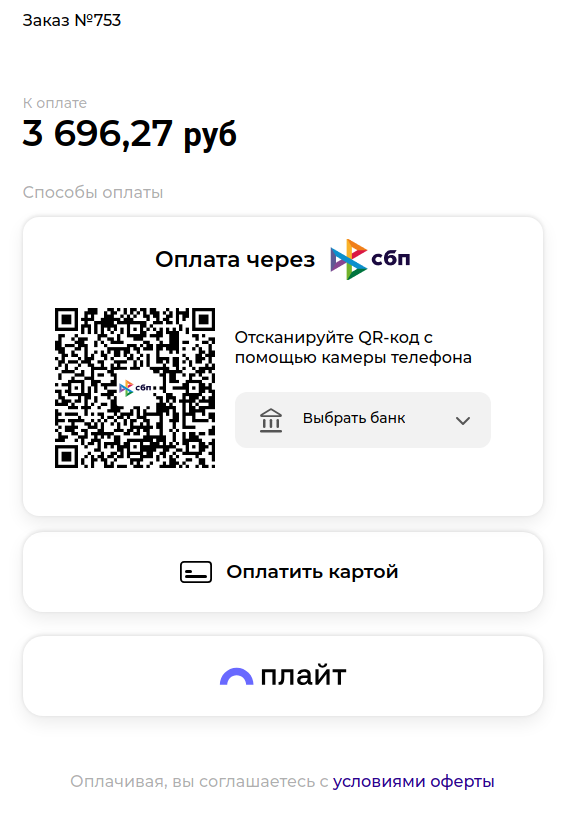 Заказ №753
К оплате
3 696,27 руб
Способы оплаты
Оплата через сбп
сбп
Отсканируйте QR-код с
помощью камеры телефона
Выбрать банк
Оплатить картой
плайт
Оплачивая, вы соглашаетесь с условиями оферты